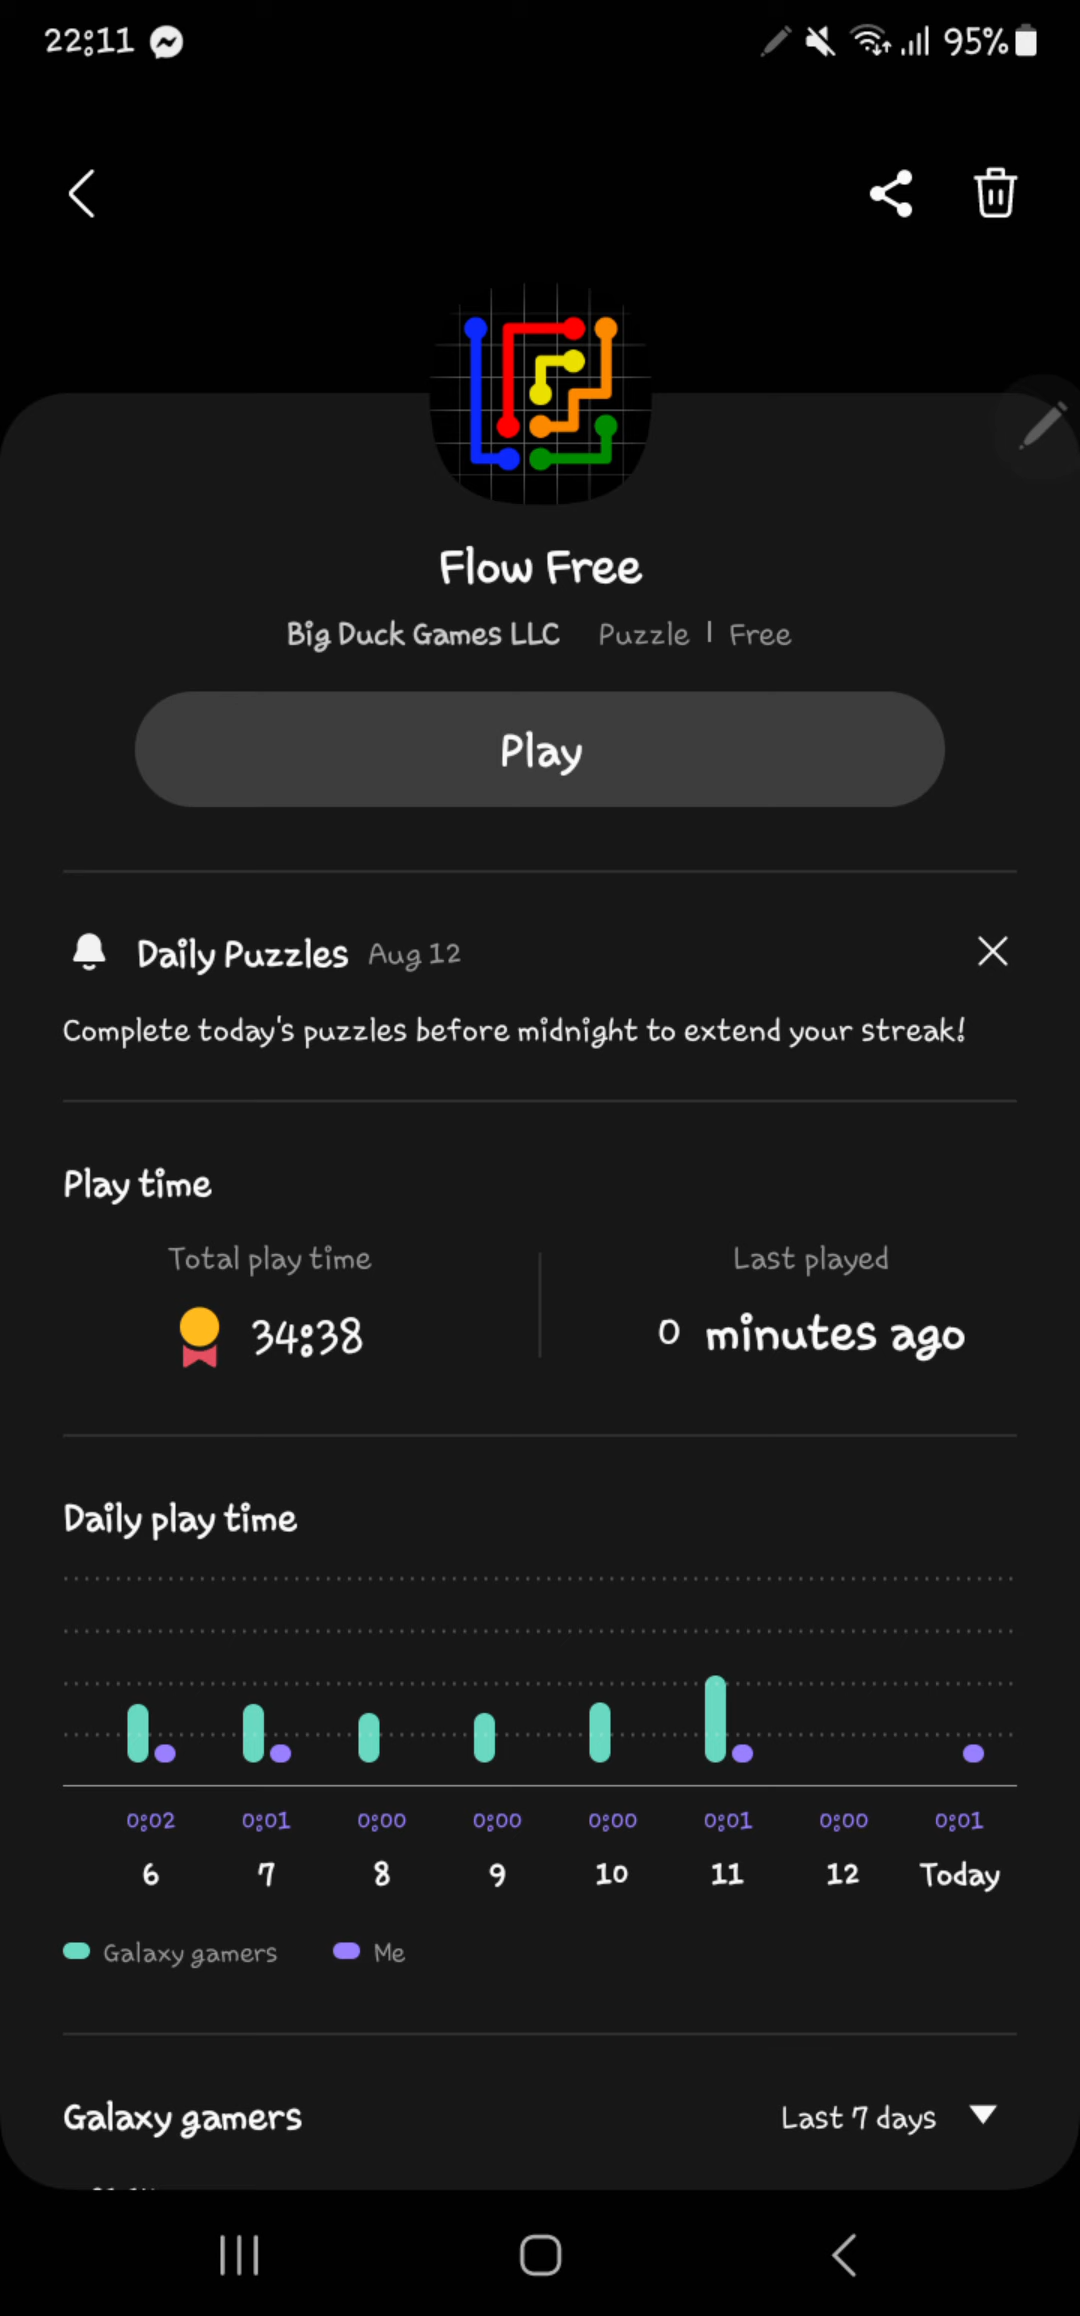 22:11 95%
Flow Free
Big Duck Games LLC Puzzle | Free
Play
Daily Puzzles Aug 12
Complete today's puzzles before midnight to extend your streak!
Play time
Total play time Last played
34:38 0 minutes ago
Daily play time
0:02 0:01 0:00 0:00 0:00 0:01 0:00 0:01
6 7 8 9 10 11 12 Today
Galaxy gamers Me
Galaxy gamers Last 7 days